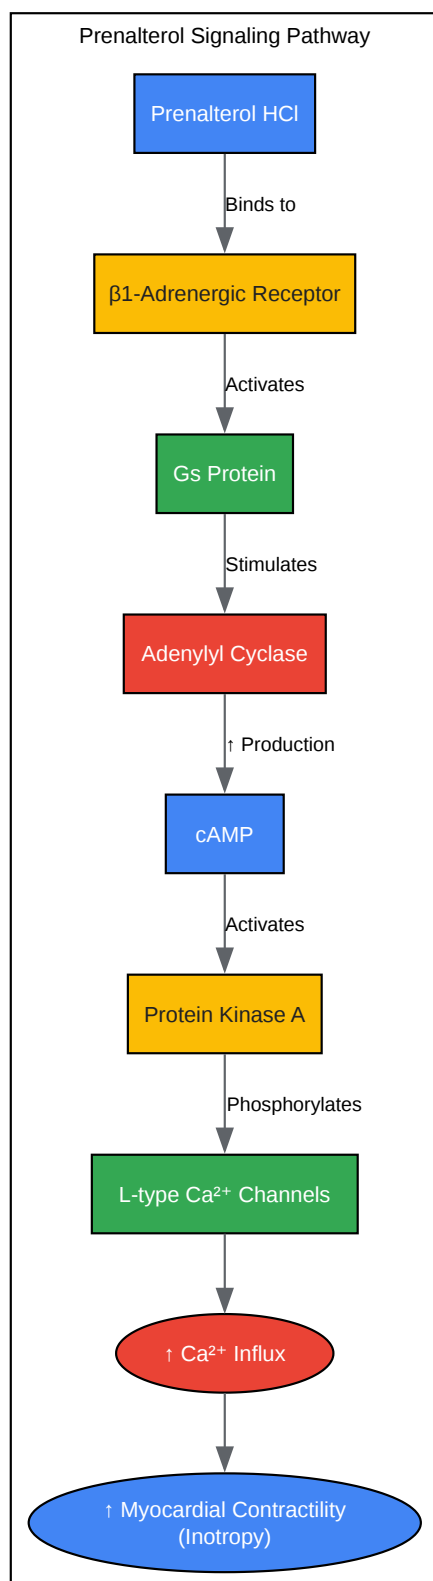 Prenalterol Signaling Pathway
Prenalterol HCl
Binds to
β1-Adrenergic Receptor
Activates
Gs Protein
Stimulates
Adenylyl Cyclase
↑ Production
cAMP
Activates
Protein Kinase A
Phosphorylates
L-type Ca²⁺ Channels
↑ Ca²⁺ Influx
↑ Myocardial Contractility
(Inotropy)